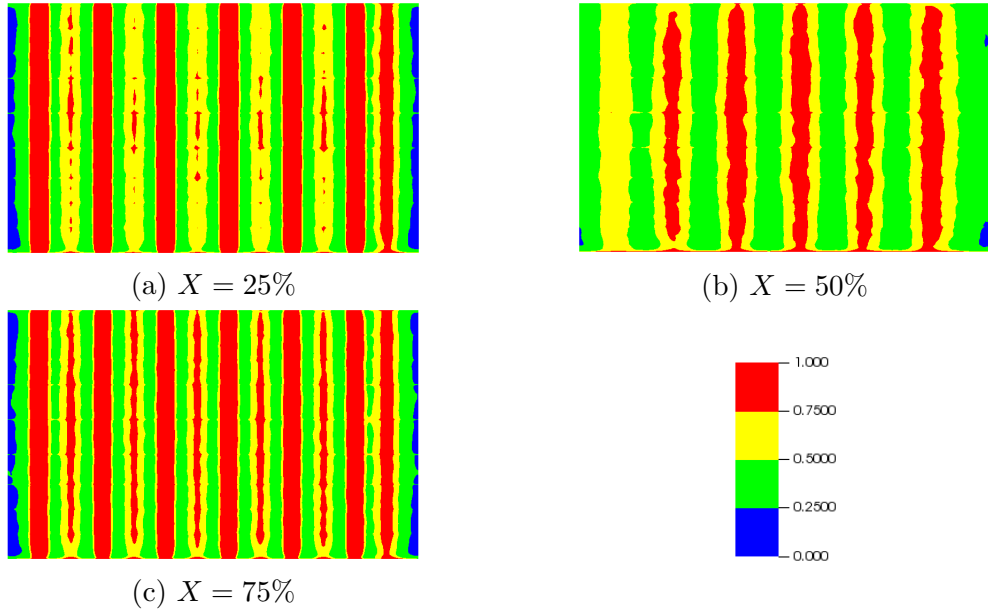 (a) X = 25%
(b) X = 50%
(c) X = 75%
1.000
0.7500
0.5000
0.2500
0.000